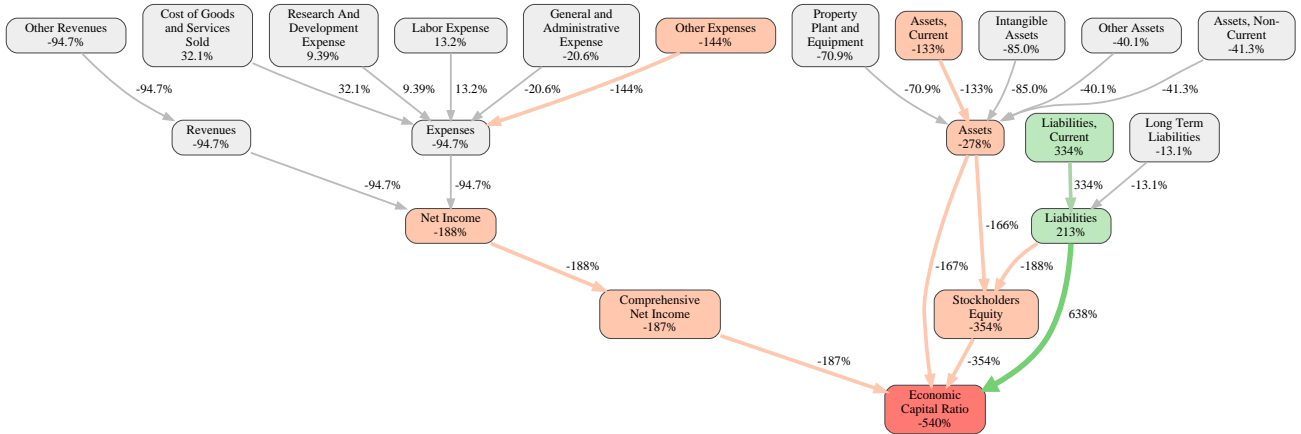 Other Revenues
-94.7%
Cost of Goods
and Services
Sold
32.1%
Research And
Development
Expense
9.39%
Labor Expense
13.2%
General and
Administrative
Expense
-20.6%
Other Expenses
-144%
Property
Plant and
Equipment
-70.9%
Assets,
Current
-133%
Intangible
Assets
-85.0%
Other Assets
-40.1%
Assets, Non-
Current
-41.3%
-94.7%
32.1%
9.39%
13.2%
-20.6%
-144%
-70.9%
-133%
-85.0%
-40.1%
-41.3%
Revenues
-94.7%
Expenses
-94.7%
Assets
-278%
Liabilities,
Current
334%
Long Term
Liabilities
-13.1%
-94.7%
-94.7%
334%
-13.1%
Net Income
-188%
-166%
Liabilities
213%
-188%
-167%
-188%
Comprehensive
Net Income
-187%
Stockholders
Equity
-354%
638%
-187%
-354%
Economic
Capital Ratio
-540%